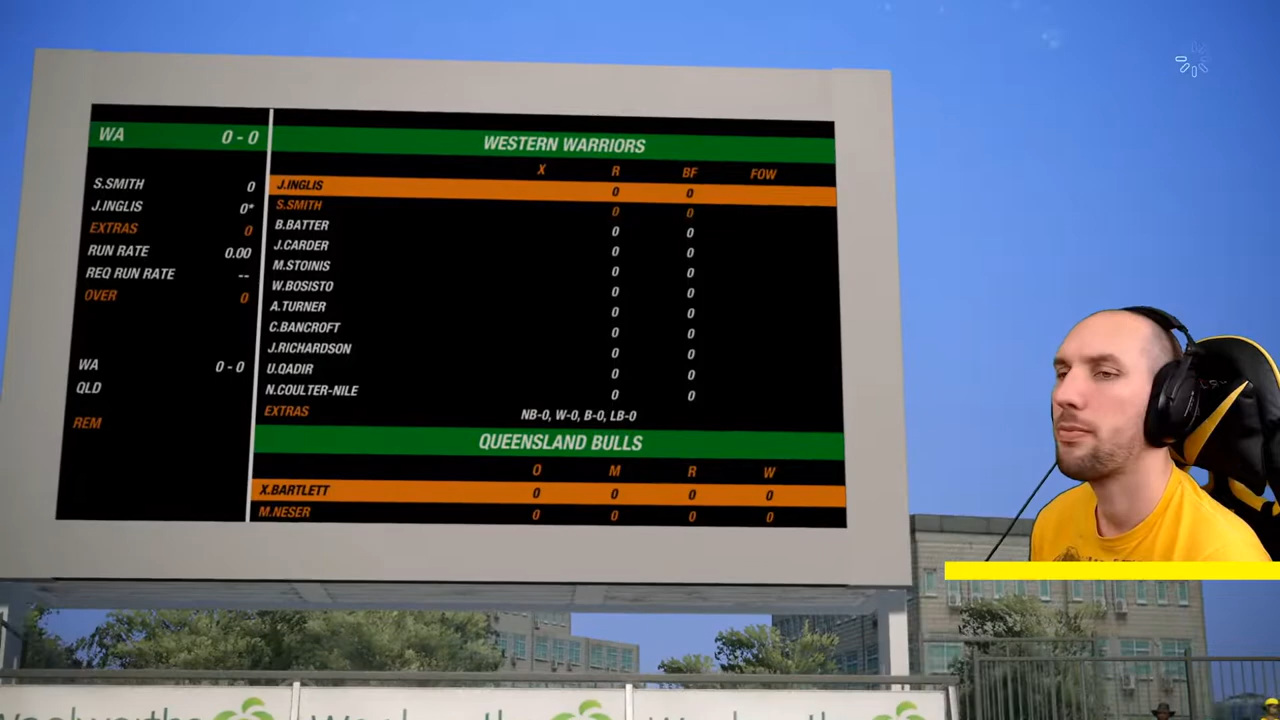 WA 0 - 0
S.SMITH 0
J.INGLIS 0*
EXTRAS 0
RUN RATE 0.00
REQ RUN RATE --
OVER 0
WA 0 - 0
QLD
REM
WESTERN WARRIORS
X R BF FOW
J.INGLIS 0 0
S.SMITH 0 0
B.BATTER 0 0
J.CARDER 0 0
M.STOINIS 0 0
W.BOSISTO 0 0
A.TURNER 0 0
C.BANCROFT 0 0
J.RICHARDSON 0 0
U.QADIR 0 0
N.COULTER-NILE 0 0
EXTRAS NB-0, W-0, B-0, LB-0
QUEENSLAND BULLS
O M R W
X.BARTLETT 0 0 0 0
M.NESER 0 0 0 0